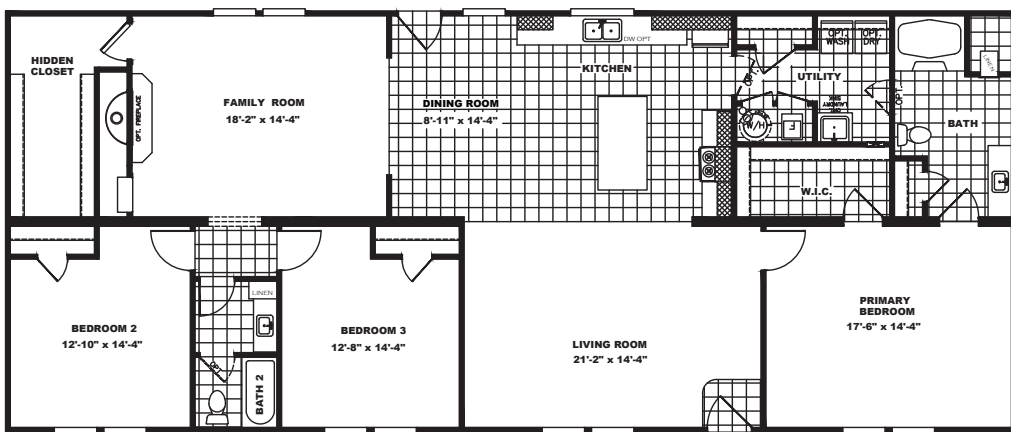 HIDDEN
CLOSET
OPT. FIREPLACE
FAMILY ROOM
18'-2" x 14'-4"
DINING ROOM
8'-11" x 14'-4"
DW OPT
KITCHEN
OPT.
WASH
OPT.
DRY
UTILITY
OPT.
W/H
F
OPT.
LAUNDRY
SINK
OPT.
LINEN
BATH
W.I.C.
BEDROOM 2
12'-10" x 14'-4"
LINEN
OPT.
BATH 2
BEDROOM 3
12'-8" x 14'-4"
LIVING ROOM
21'-2" x 14'-4"
PRIMARY
BEDROOM
17'-6" x 14'-4"